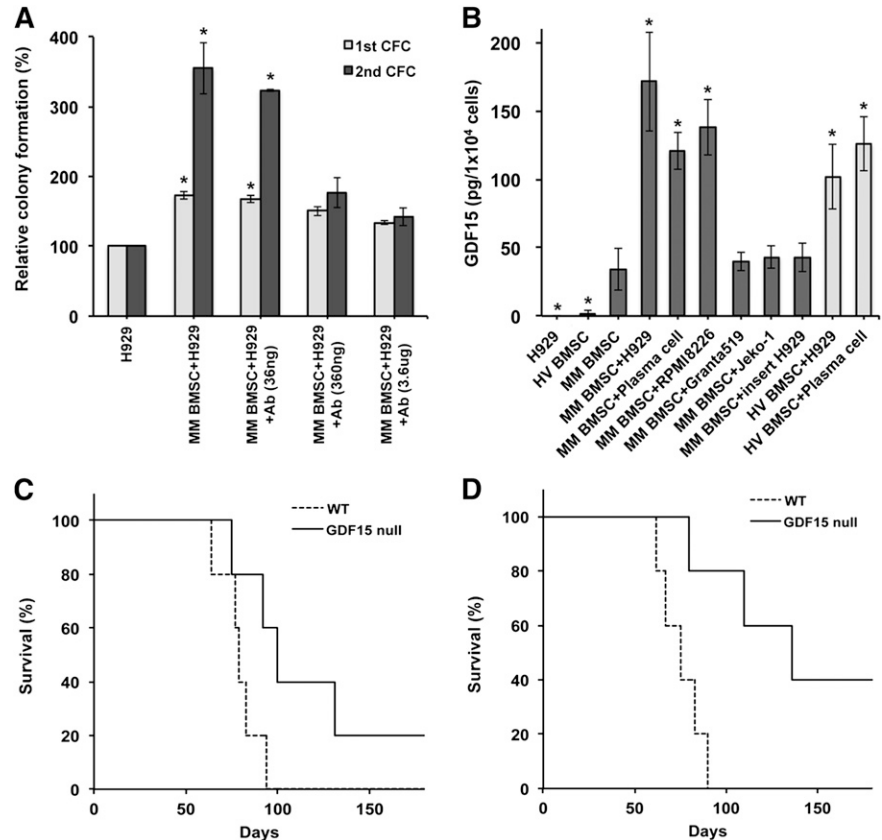 A
Relative colony formation (%)
400
300
200
100
0
1st CFC
2nd CFC
*
*
*
*
H929
MM BMSC+H929
MM BMSC+H929
+Ab (36ng)
MM BMSC+H929
+Ab (360ng)
MM BMSC+H929
+Ab (3.6ug)
B
GDF15 (pg/1x10⁴ cells)
200
150
100
50
0
*
*
*
*
*
*
*
H929
HV BMSC
MM BMSC
MM BMSC+H929
MM BMSC+Plasma cell
MM BMSC+RPMI8226
MM BMSC+Granta519
MM BMSC+Jeko-1
MM BMSC+insert H929
HV BMSC+H929
HV BMSC+Plasma cell
C
Survival (%)
100
80
60
40
20
0
WT
GDF15 null
0
50
100
150
Days
D
Survival (%)
100
80
60
40
20
0
WT
GDF15 null
0
50
100
150
Days